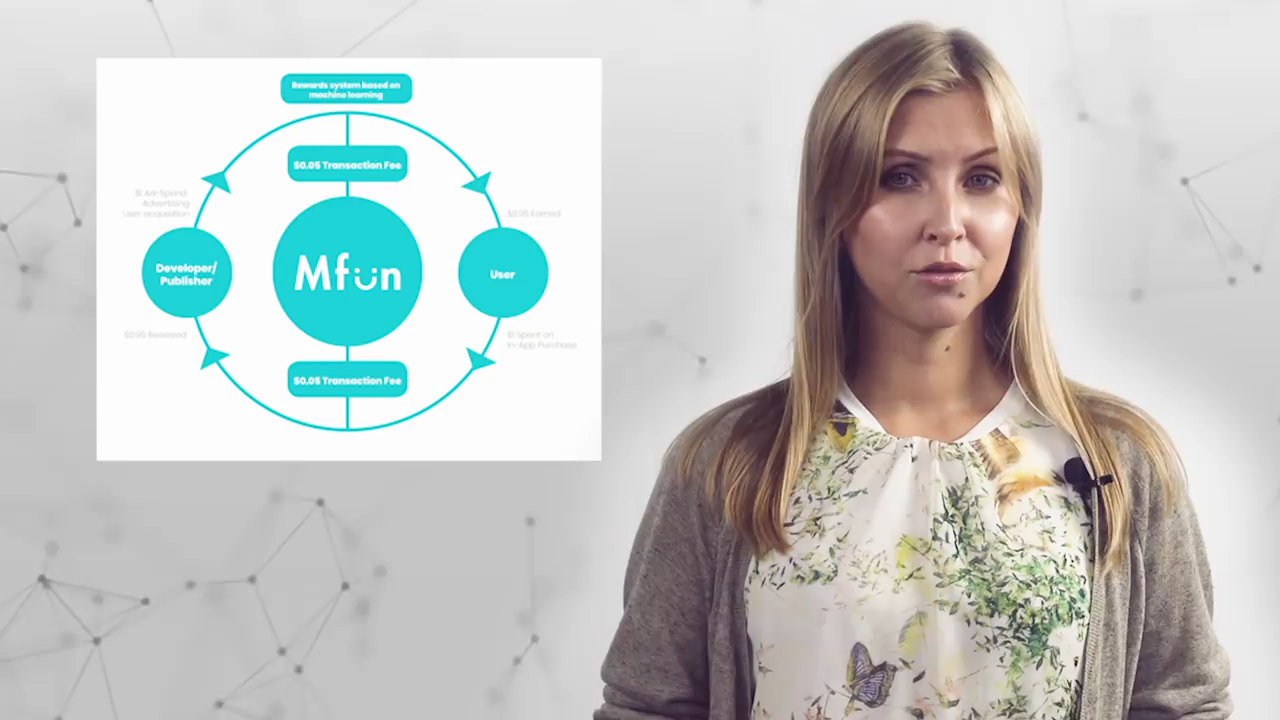 Rewards system based on
machine learning
$0.05 Transaction Fee
$1 Ad-Spend:
Advertising
User acquisition
$0.95 Earned
Developer/
Publisher
Mfun
User
$0.95 Received
$1 Spent on
In-App Purchase
$0.05 Transaction Fee